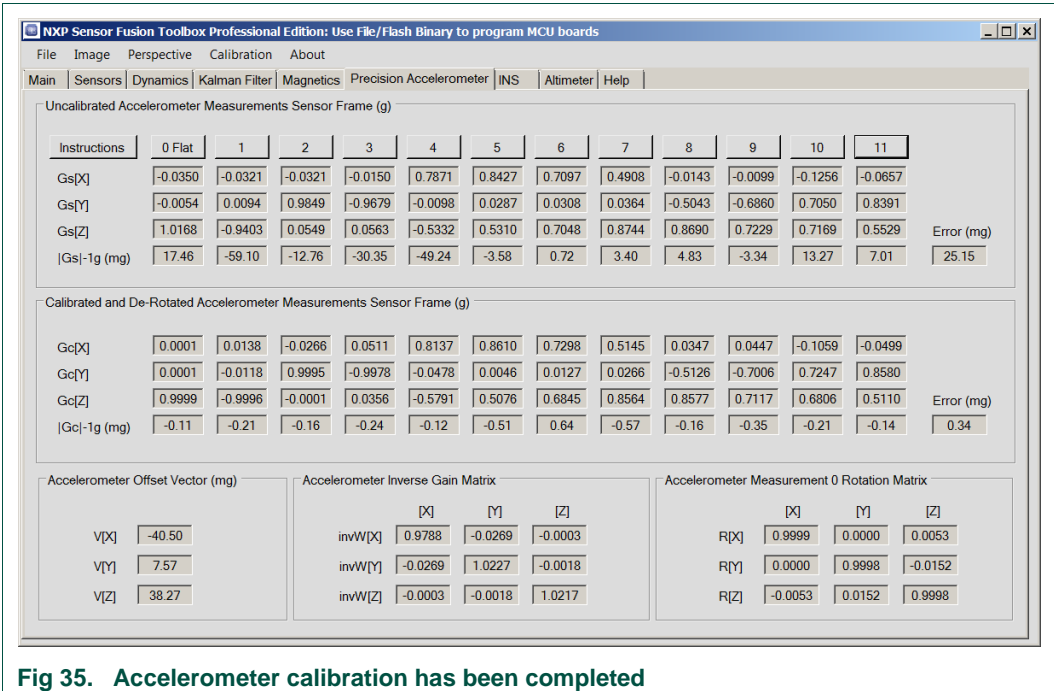 NXP Sensor Fusion Toolbox Professional Edition: Use File/Flash Binary to program MCU boards
File Image Perspective Calibration About
Main Sensors Dynamics Kalman Filter Magnetics Precision Accelerometer INS Altimeter Help
Uncalibrated Accelerometer Measurements Sensor Frame (g)
Instructions 0 Flat 1 2 3 4 5 6 7 8 9 10 11
Gs[X] -0.0350 -0.0321 -0.0321 -0.0150 0.7871 0.8427 0.7097 0.4908 -0.0143 -0.0099 -0.1256 -0.0657
Gs[Y] -0.0054 0.0094 0.9849 -0.9679 -0.0098 0.0287 0.0308 0.0364 -0.5043 -0.6860 0.7050 0.8391
Gs[Z] 1.0168 -0.9403 0.0549 0.0563 -0.5332 0.5310 0.7048 0.8744 0.8690 0.7229 0.7169 0.5529 Error (mg)
|Gs|-1g (mg) 17.46 -59.10 -12.76 -30.35 -49.24 -3.58 0.72 3.40 4.83 -3.34 13.27 7.01 25.15
Calibrated and De-Rotated Accelerometer Measurements Sensor Frame (g)
Gc[X] 0.0001 0.0138 -0.0266 0.0511 0.8137 0.8610 0.7298 0.5145 0.0347 0.0447 -0.1059 -0.0499
Gc[Y] 0.0001 -0.0118 0.9995 -0.9978 -0.0478 0.0046 0.0127 0.0266 -0.5126 -0.7006 0.7247 0.8580
Gc[Z] 0.9999 -0.9996 -0.0001 0.0356 -0.5791 0.5076 0.6845 0.8564 0.8577 0.7117 0.6806 0.5110 Error (mg)
|Gc|-1g (mg) -0.11 -0.21 -0.16 -0.24 -0.12 -0.51 0.64 -0.57 -0.16 -0.35 -0.21 -0.14 0.34
Accelerometer Offset Vector (mg) Accelerometer Inverse Gain Matrix Accelerometer Measurement 0 Rotation Matrix
[X] [Y] [Z] [X] [Y] [Z]
V[X] -40.50 invW[X] 0.9788 -0.0269 -0.0003 R[X] 0.9999 0.0000 0.0053
V[Y] 7.57 invW[Y] -0.0269 1.0227 -0.0018 R[Y] 0.0000 0.9998 -0.0152
V[Z] 38.27 invW[Z] -0.0003 -0.0018 1.0217 R[Z] -0.0053 0.0152 0.9998
Fig 35. Accelerometer calibration has been completed